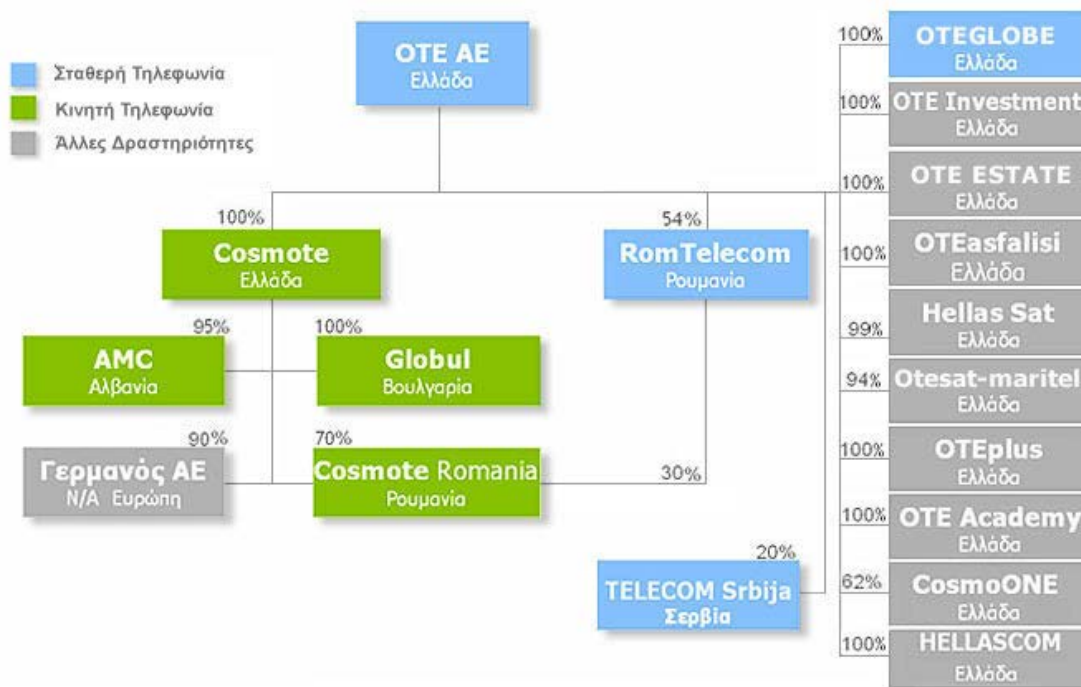 Σταθερή Τηλεφωνία
Κινητή Τηλεφωνία
Άλλες Δραστηριότητες
OTE AE
Ελλάδα
100%
Cosmote
Ελλάδα
54%
RomTelecom
Ρουμανία
95%
AMC
Αλβανία
100%
Globul
Βουλγαρία
90%
Γερμανός ΑΕ
Ν/Α Ευρώπη
70%
Cosmote Romania
Ρουμανία
30%
20%
TELECOM Srbija
Σερβία
100%
OTEGLOBE
Ελλάδα
100%
OTE Investment
Ελλάδα
100%
OTE ESTATE
Ελλάδα
100%
OTEasfalisi
Ελλάδα
99%
Hellas Sat
Ελλάδα
94%
Otesat-maritel
Ελλάδα
100%
OTEplus
Ελλάδα
100%
OTE Academy
Ελλάδα
62%
CosmoONE
Ελλάδα
100%
HELLASCOM
Ελλάδα